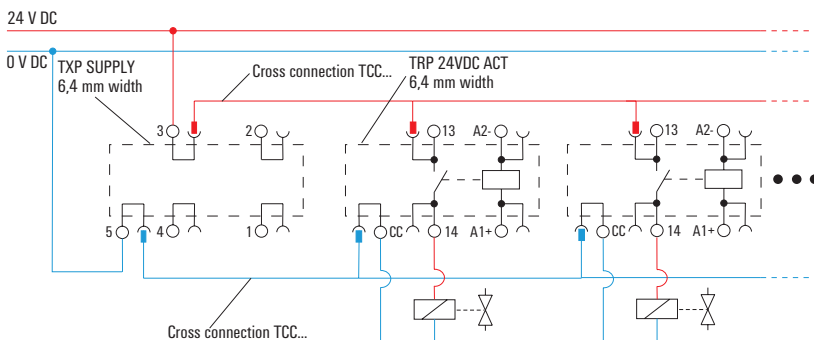 24 V DC
0 V DC
TXP SUPPLY
6,4 mm width
Cross connection TCC...
TRP 24VDC ACT
6,4 mm width
3
2
13
A2-
13
A2-
5
4
1
CC
14
A1+
CC
14
A1+
Cross connection TCC...